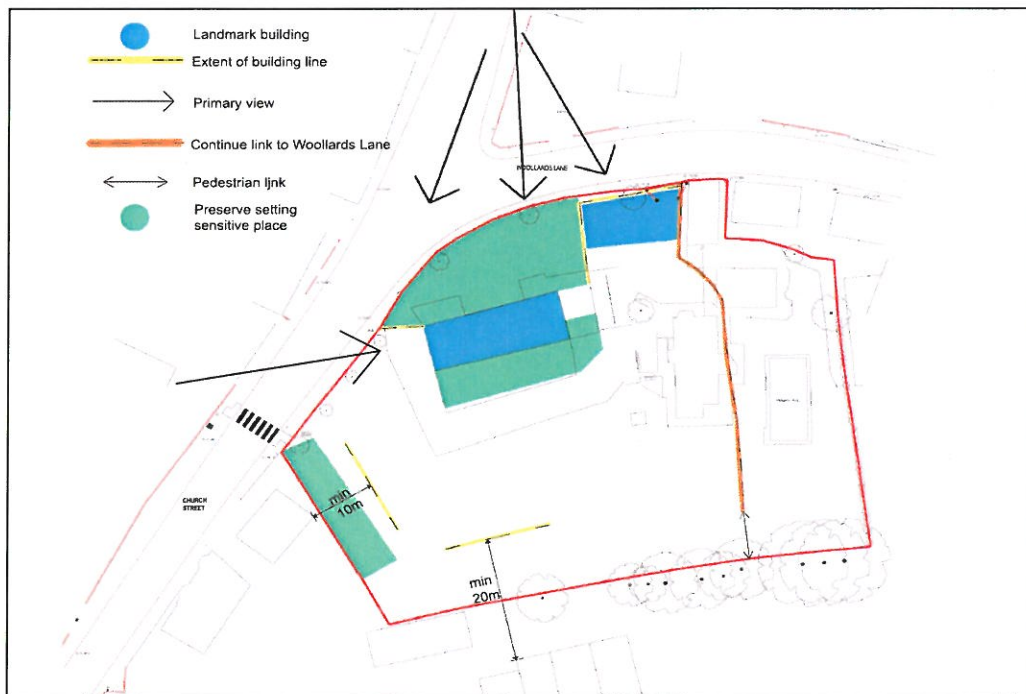 Landmark building
Extent of building line
Primary view
Continue link to Woollards Lane
Pedestrian link
Preserve setting
sensitive place
WOOLLARDS LANE
CHURCH
STREET
min
10m
min
20m